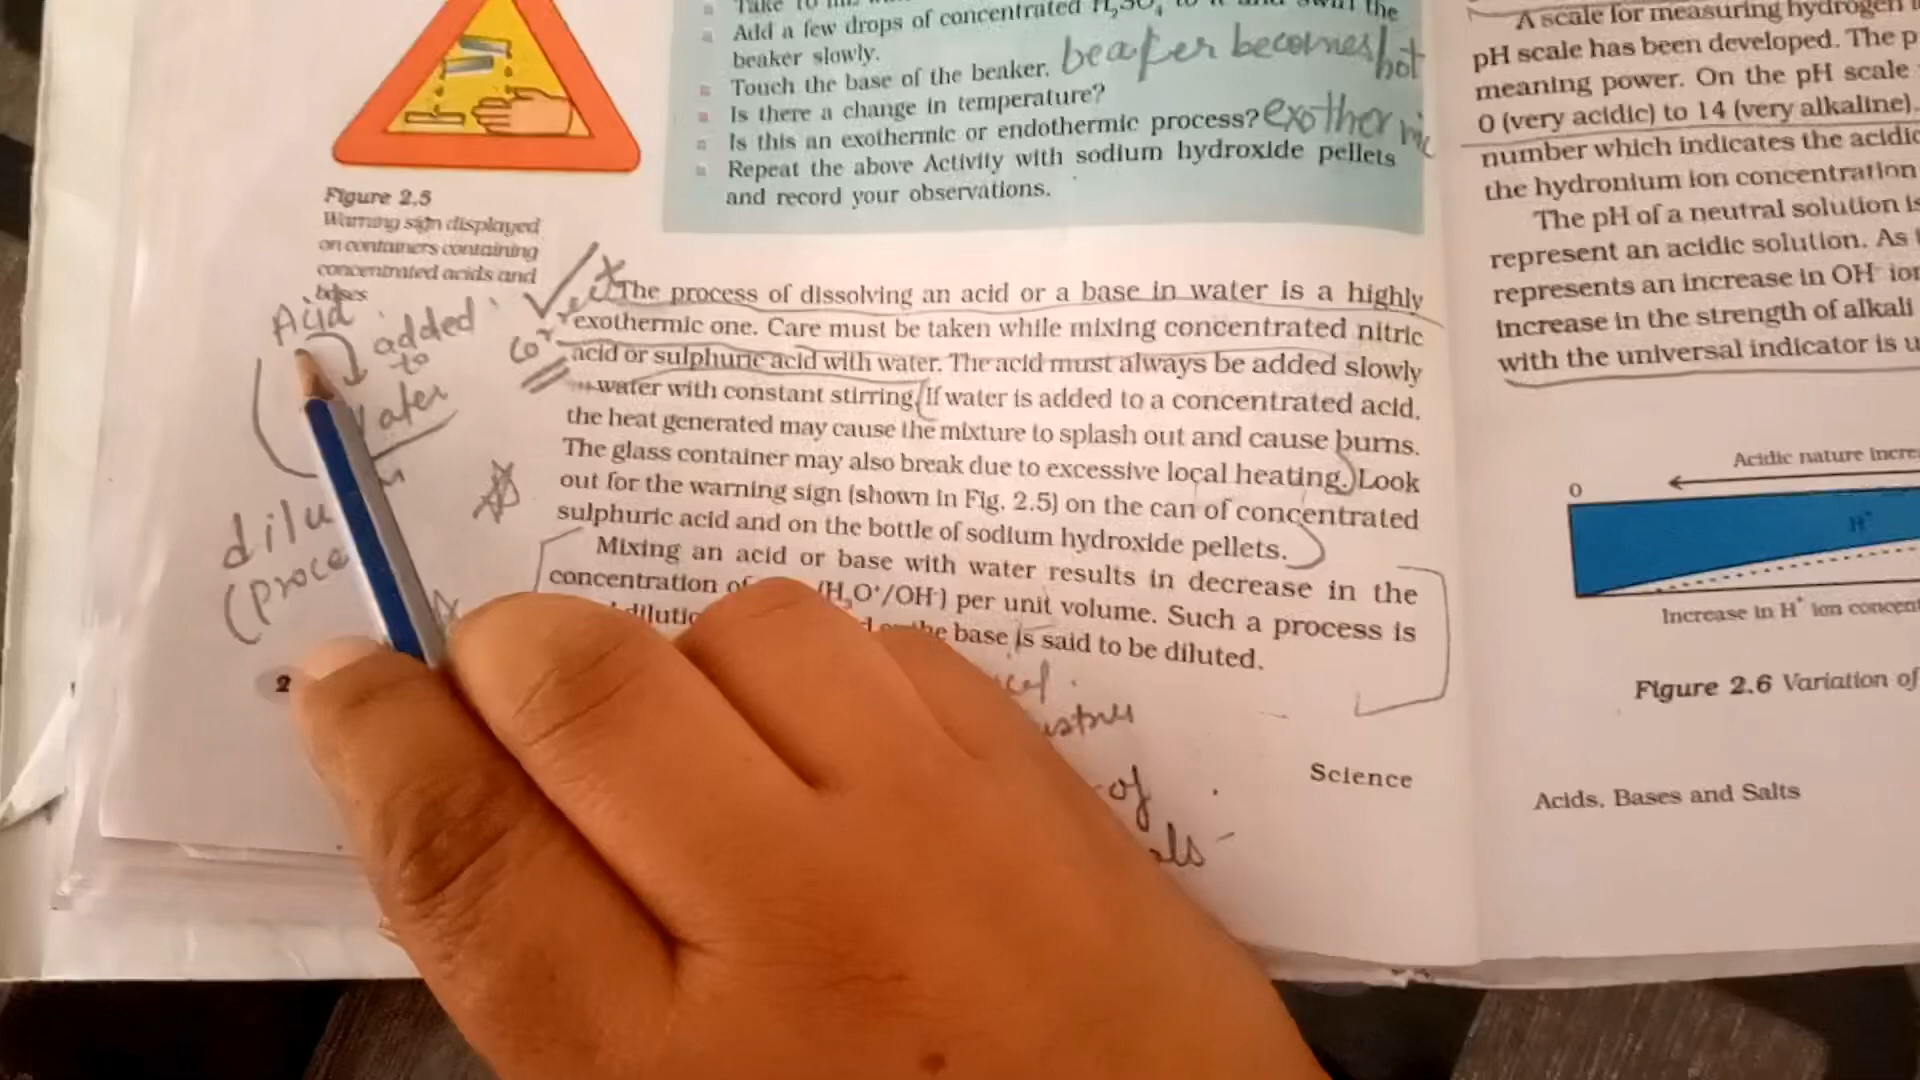 Add a few drops of concentrated H₂SO₄ to it and swirl the
beaker slowly.
Touch the base of the beaker. beaker becomes hot
Is there a change in temperature?
Is this an exothermic or endothermic process? exothermic
Repeat the above Activity with sodium hydroxide pellets
and record your observations.
Figure 2.5
Warning sign displayed
on containers containing
concentrated acids and
bases
Acid
added
to
dilu
(proce
The process of dissolving an acid or a base in water is a highly
exothermic one. Care must be taken while mixing concentrated nitric
acid or sulphuric acid with water. The acid must always be added slowly
water with constant stirring. If water is added to a concentrated acid,
the heat generated may cause the mixture to splash out and cause burns.
The glass container may also break due to excessive local heating. Look
out for the warning sign (shown in Fig. 2.5) on the can of concentrated
sulphuric acid and on the bottle of sodium hydroxide pellets.
Mixing an acid or base with water results in decrease in the
concentration of (H₃O⁺/OH⁻) per unit volume. Such a process is
base is said to be diluted.
of
2
Science
A scale for measuring hydrogen
pH scale has been developed. The p
meaning power. On the pH scale
0 (very acidic) to 14 (very alkaline).
number which indicates the acidic
the hydronium ion concentration
The pH of a neutral solution is
represent an acidic solution. As
represents an increase in OH⁻ ion
increase in the strength of alkali
with the universal indicator is u
Acidic nature incre
0
H⁺
Increase in H⁺ ion concent
Figure 2.6 Variation of
Acids, Bases and Salts